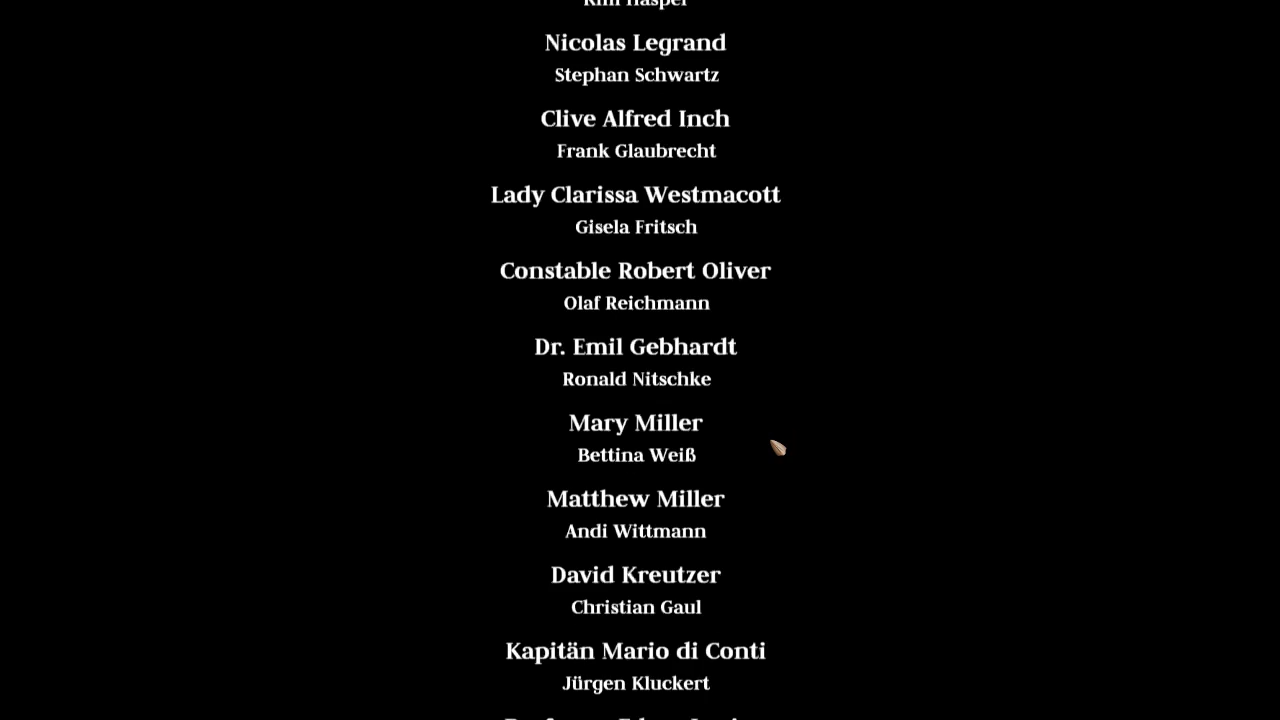 Nicolas Legrand
Stephan Schwartz
Clive Alfred Inch
Frank Glaubrecht
Lady Clarissa Westmacott
Gisela Fritsch
Constable Robert Oliver
Olaf Reichmann
Dr. Emil Gebhardt
Ronald Nitschke
Mary Miller
Bettina Weiß
Matthew Miller
Andi Wittmann
David Kreutzer
Christian Gaul
Kapitän Mario di Conti
Jürgen Kluckert